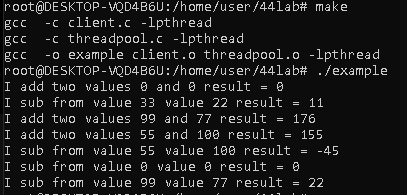 root@DESKTOP-VQD4B6U:/home/user/44lab# make
gcc  -c client.c -lpthread
gcc  -c threadpool.c -lpthread
gcc  -o example client.o threadpool.o -lpthread
root@DESKTOP-VQD4B6U:/home/user/44lab# ./example
I add two values 0 and 0 result = 0
I sub from value 33 value 22 result = 11
I add two values 99 and 77 result = 176
I add two values 55 and 100 result = 155
I sub from value 55 value 100 result = -45
I sub from value 0 value 0 result = 0
I sub from value 99 value 77 result = 22